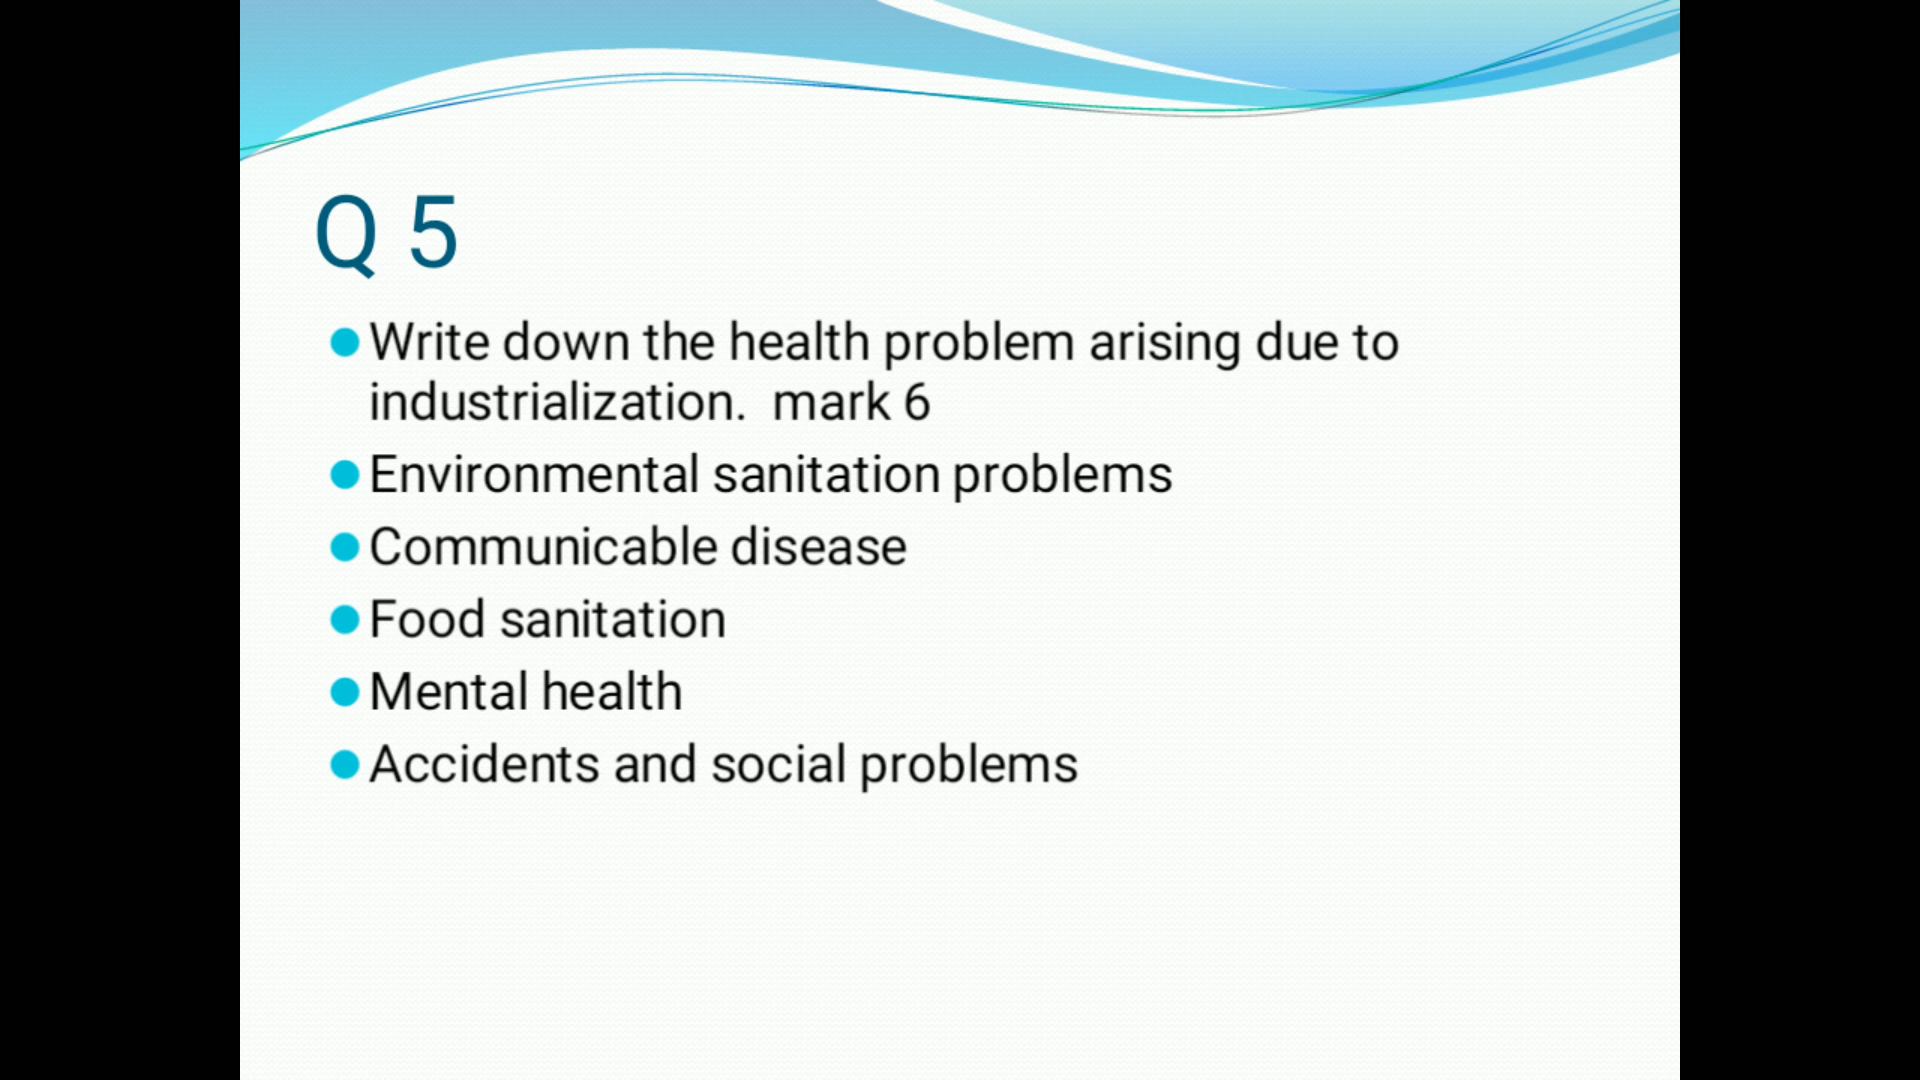 Q 5
Write down the health problem arising due to
industrialization.  mark 6
Environmental sanitation problems
Communicable disease
Food sanitation
Mental health
Accidents and social problems